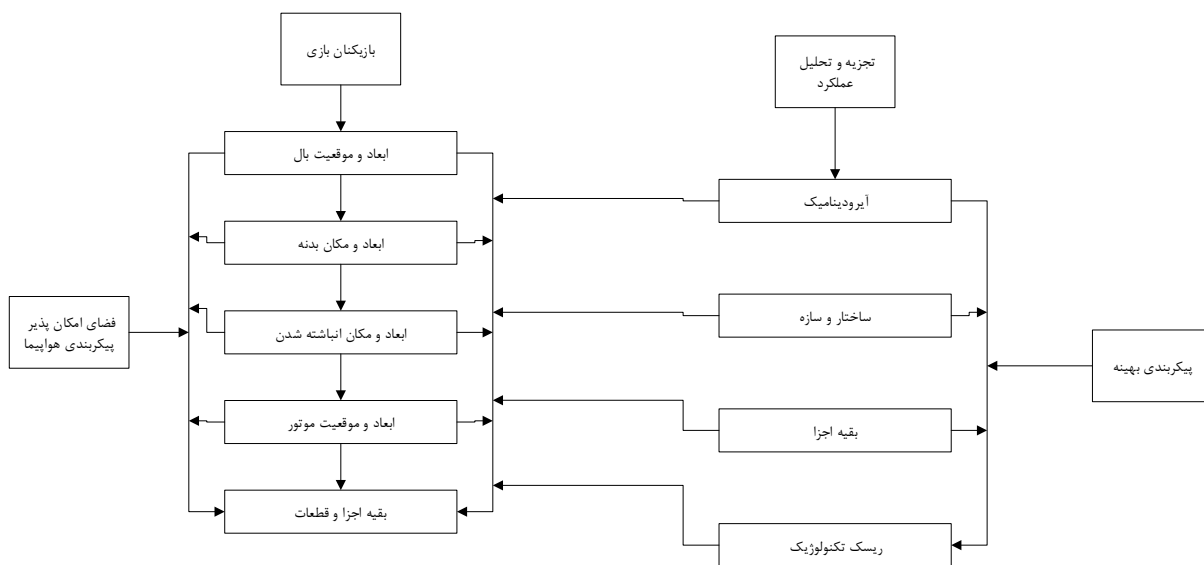 بازیکنان بازی
تجزیه و تحلیل
عملکرد
ابعاد و موقعیت بال
آیرودینامیک
ابعاد و مکان بدنه
ساختار و سازه
ابعاد و مکان انباشته شدن
فضای امکان پذیر
پیکربندی هواپیما
پیکربندی بهینه
ابعاد و موقعیت موتور
بقیه اجزا
بقیه اجزا و قطعات
ریسک تکنولوژیک